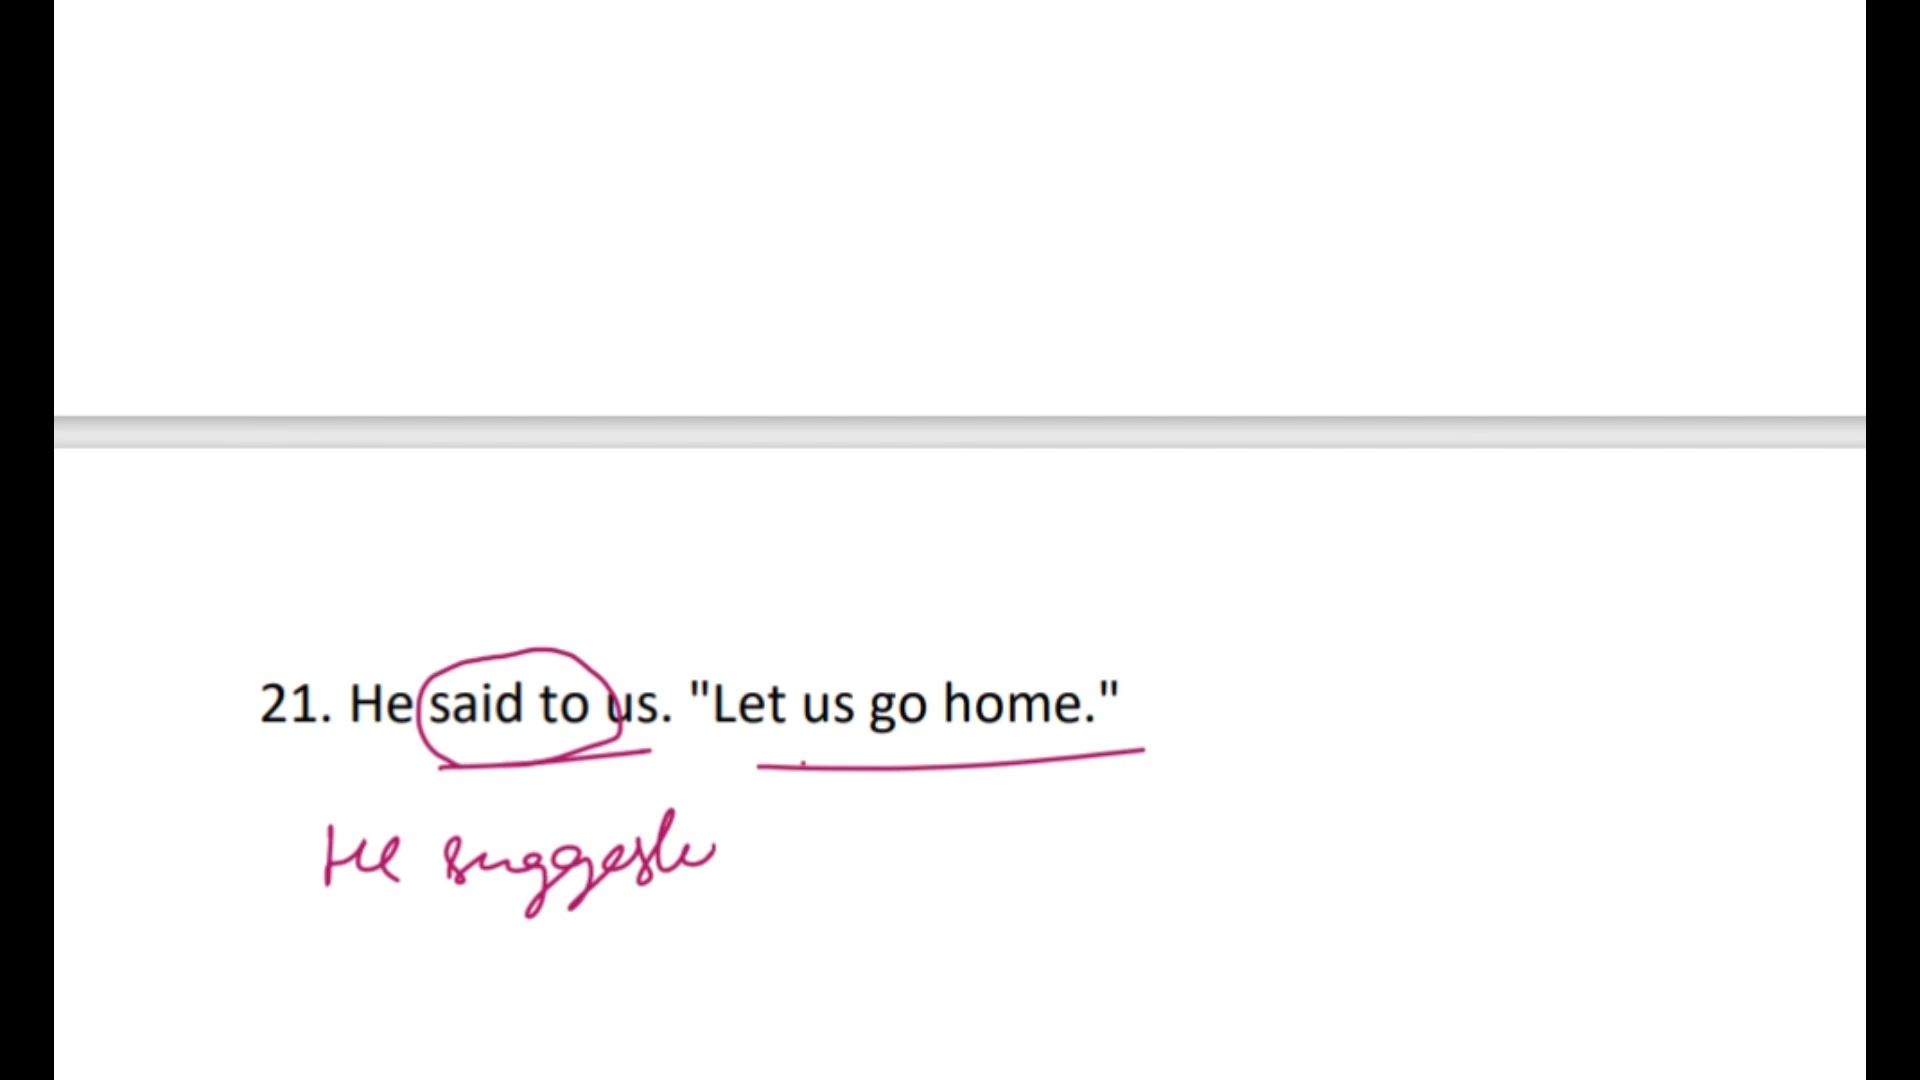 21. He said to us. "Let us go home."
He suggeste